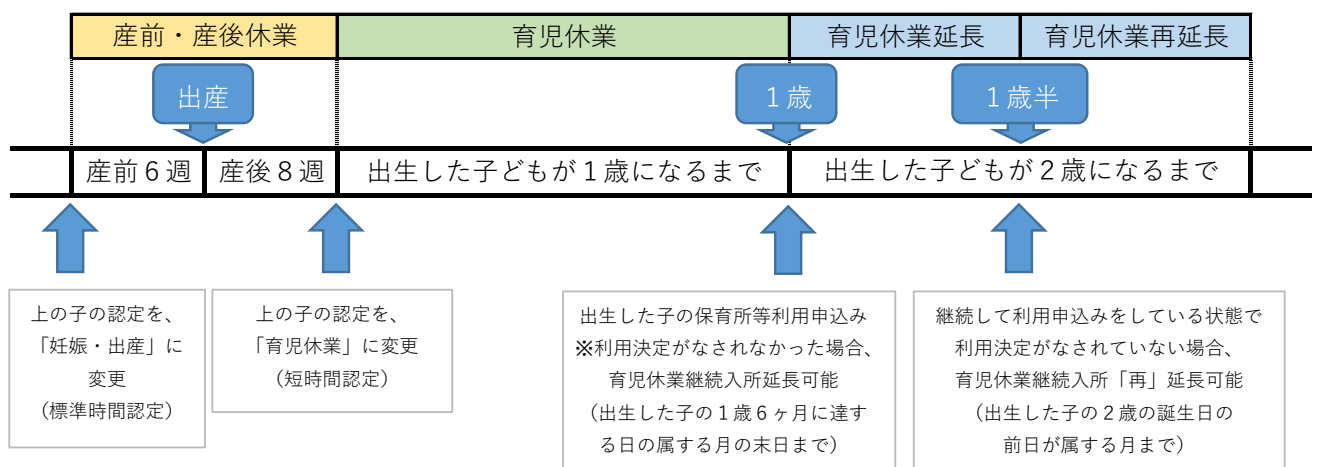 産前・産後休業
育児休業
育児休業延長
育児休業再延長
出産
１歳
１歳半
産前６週
産後８週
出生した子どもが１歳になるまで
出生した子どもが２歳になるまで
上の子の認定を、
「妊娠・出産」に
変更
(標準時間認定)
上の子の認定を、
「育児休業」に変更
(短時間認定)
出生した子の保育所等利用申込み
※利用決定がなされなかった場合、
育児休業継続入所延長可能
（出生した子の１歳６ヶ月に達す
る日の属する月の末日まで）
継続して利用申込みをしている状態で
利用決定がなされていない場合、
育児休業継続入所「再」延長可能
（出生した子の２歳の誕生日の
前日が属する月まで）